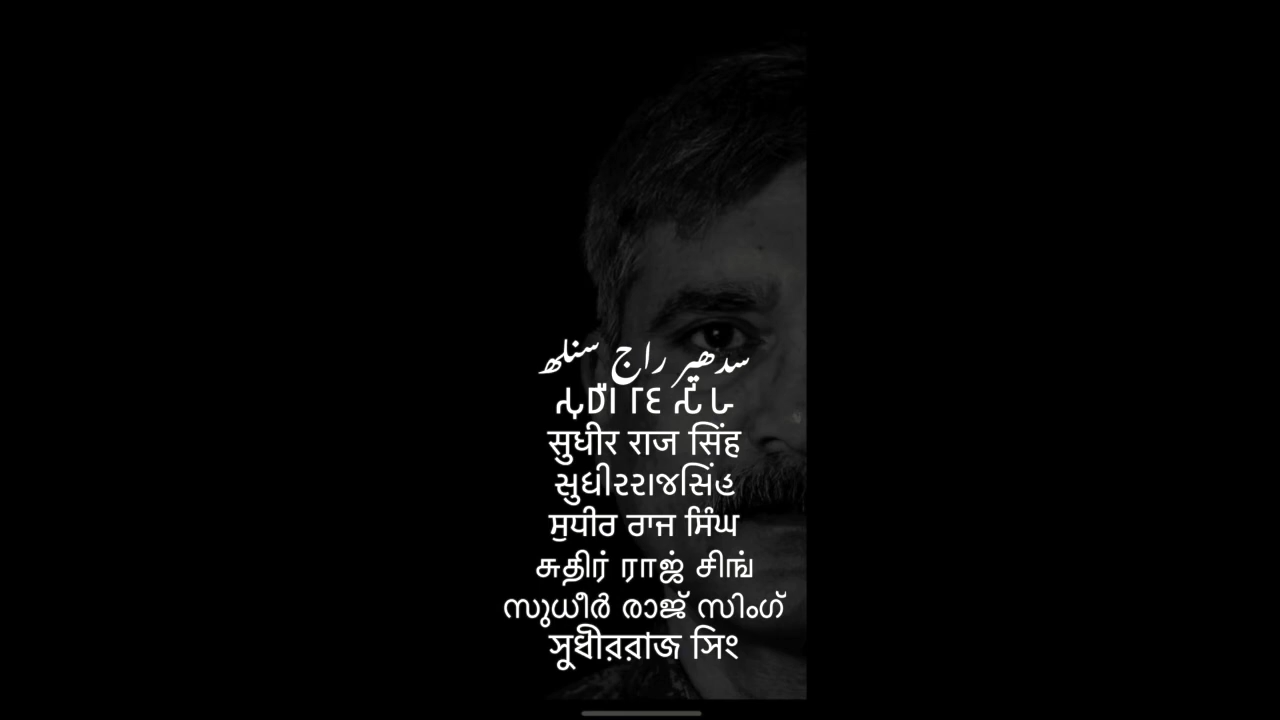 سدھیر راج سنلھ
𑀲𑀼𑀥𑀻𑀭 𑀭𑀸𑀚 𑀲𑀺𑀁𑀳
सुधीर राज सिंह
સુધીરરાજસિંહ
ਸੁਧੀਰ ਰਾਜ ਸਿੰਘ
சுதிர் ராஜ் சிங்
സുധീർ രാജ് സിംഗ്
সুধীররাজ সিং